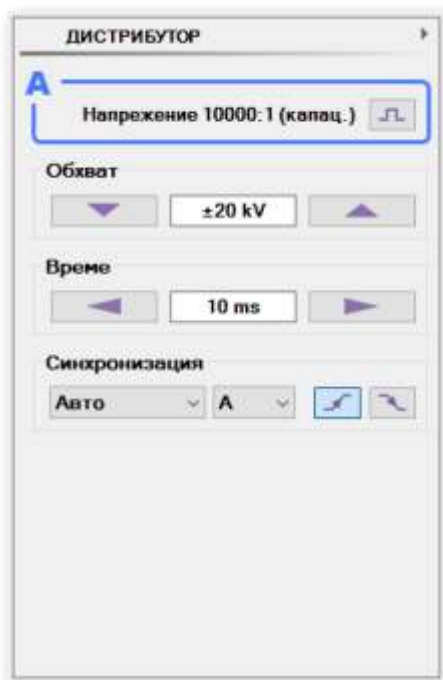 ДИСТРИБУТОР
A
Напрежение 10000:1 (капац.)
Обхват
±20 kV
Време
10 ms
Синхронизация
Авто A